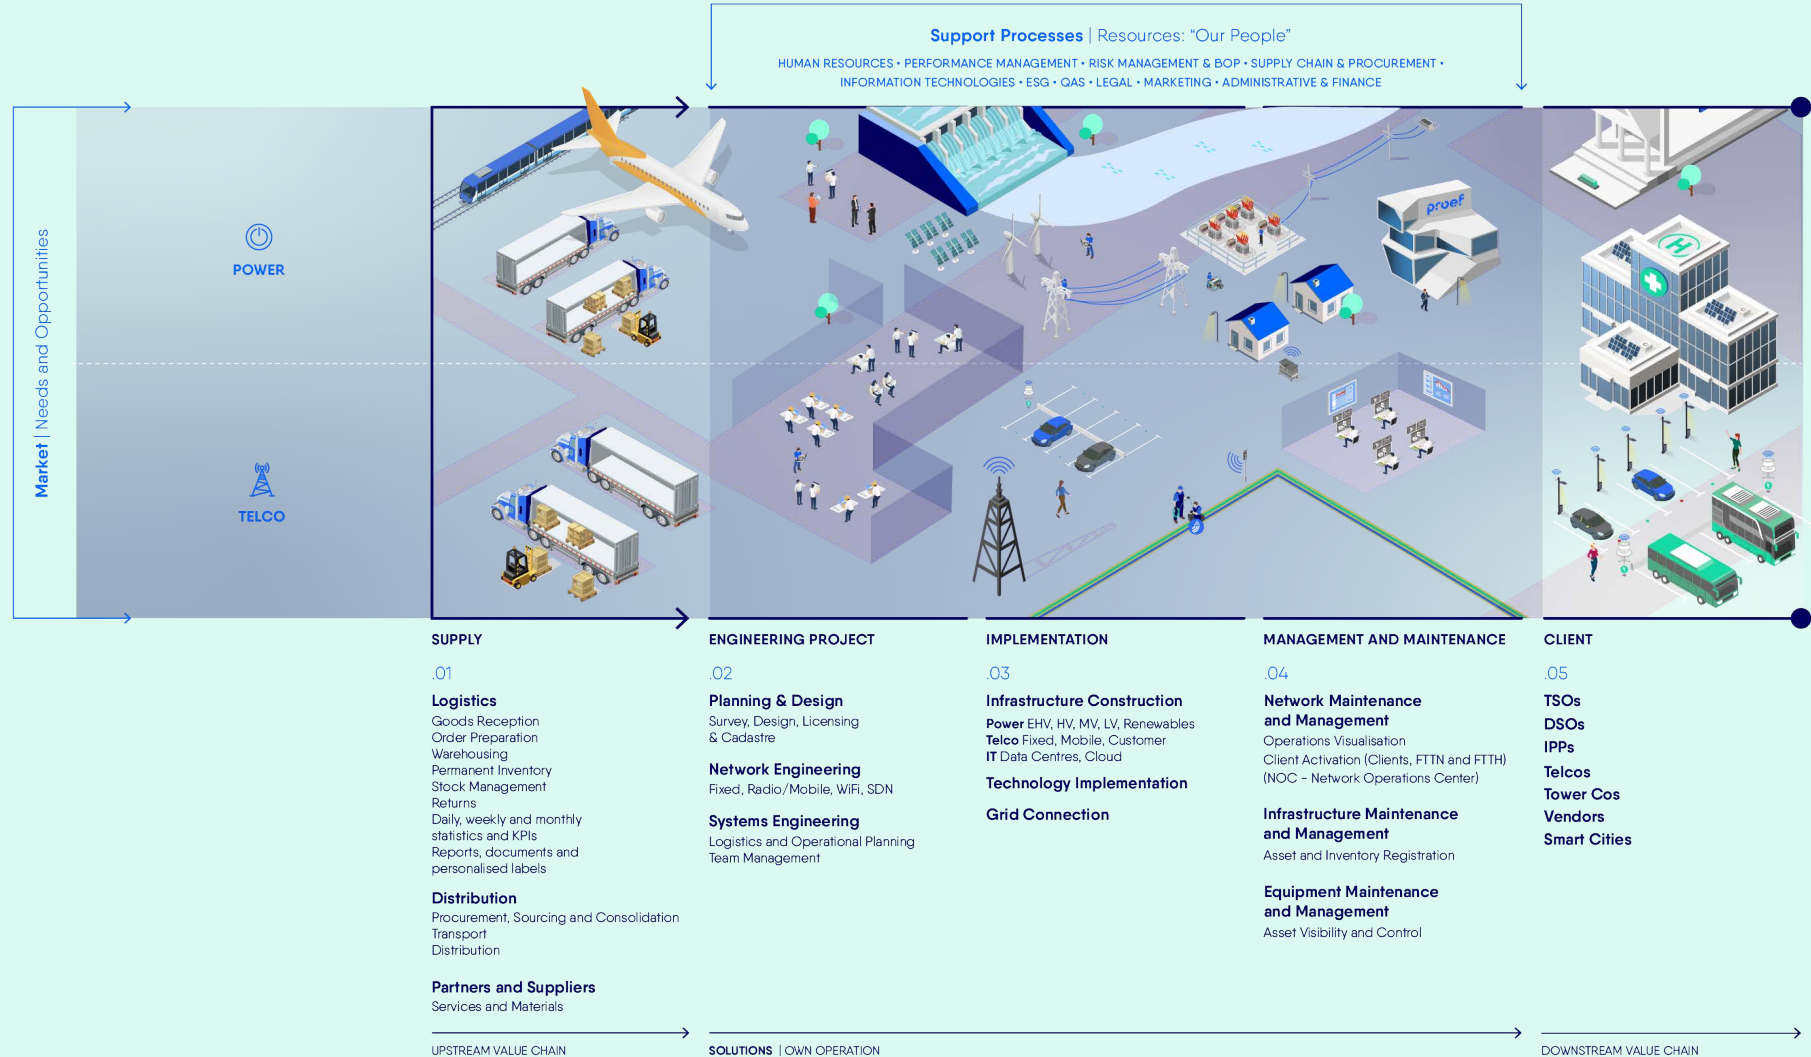 Support Processes | Resources: “Our People”
HUMAN RESOURCES • PERFORMANCE MANAGEMENT • RISK MANAGEMENT & BOP • SUPPLY CHAIN & PROCUREMENT •
INFORMATION TECHNOLOGIES • ESG • QAS • LEGAL • MARKETING • ADMINISTRATIVE & FINANCE
Market | Needs and Opportunities
POWER
TELCO
proef
H
SUPPLY
.01
Logistics
Goods Reception
Order Preparation
Warehousing
Permanent Inventory
Stock Management
Returns
Daily, weekly and monthly
statistics and KPIs
Reports, documents and
personalised labels
Distribution
Procurement, Sourcing and Consolidation
Transport
Distribution
Partners and Suppliers
Services and Materials
UPSTREAM VALUE CHAIN
ENGINEERING PROJECT
.02
Planning & Design
Survey, Design, Licensing
& Cadastre
Network Engineering
Fixed, Radio/Mobile, WiFi, SDN
Systems Engineering
Logistics and Operational Planning
Team Management
SOLUTIONS | OWN OPERATION
IMPLEMENTATION
.03
Infrastructure Construction
Power EHV, HV, MV, LV, Renewables
Telco Fixed, Mobile, Customer
IT Data Centres, Cloud
Technology Implementation
Grid Connection
MANAGEMENT AND MAINTENANCE
.04
Network Maintenance
and Management
Operations Visualisation
Client Activation (Clients, FTTN and FTTH)
(NOC - Network Operations Center)
Infrastructure Maintenance
and Management
Asset and Inventory Registration
Equipment Maintenance
and Management
Asset Visibility and Control
CLIENT
.05
TSOs
DSOs
IPPs
Telcos
Tower Cos
Vendors
Smart Cities
DOWNSTREAM VALUE CHAIN